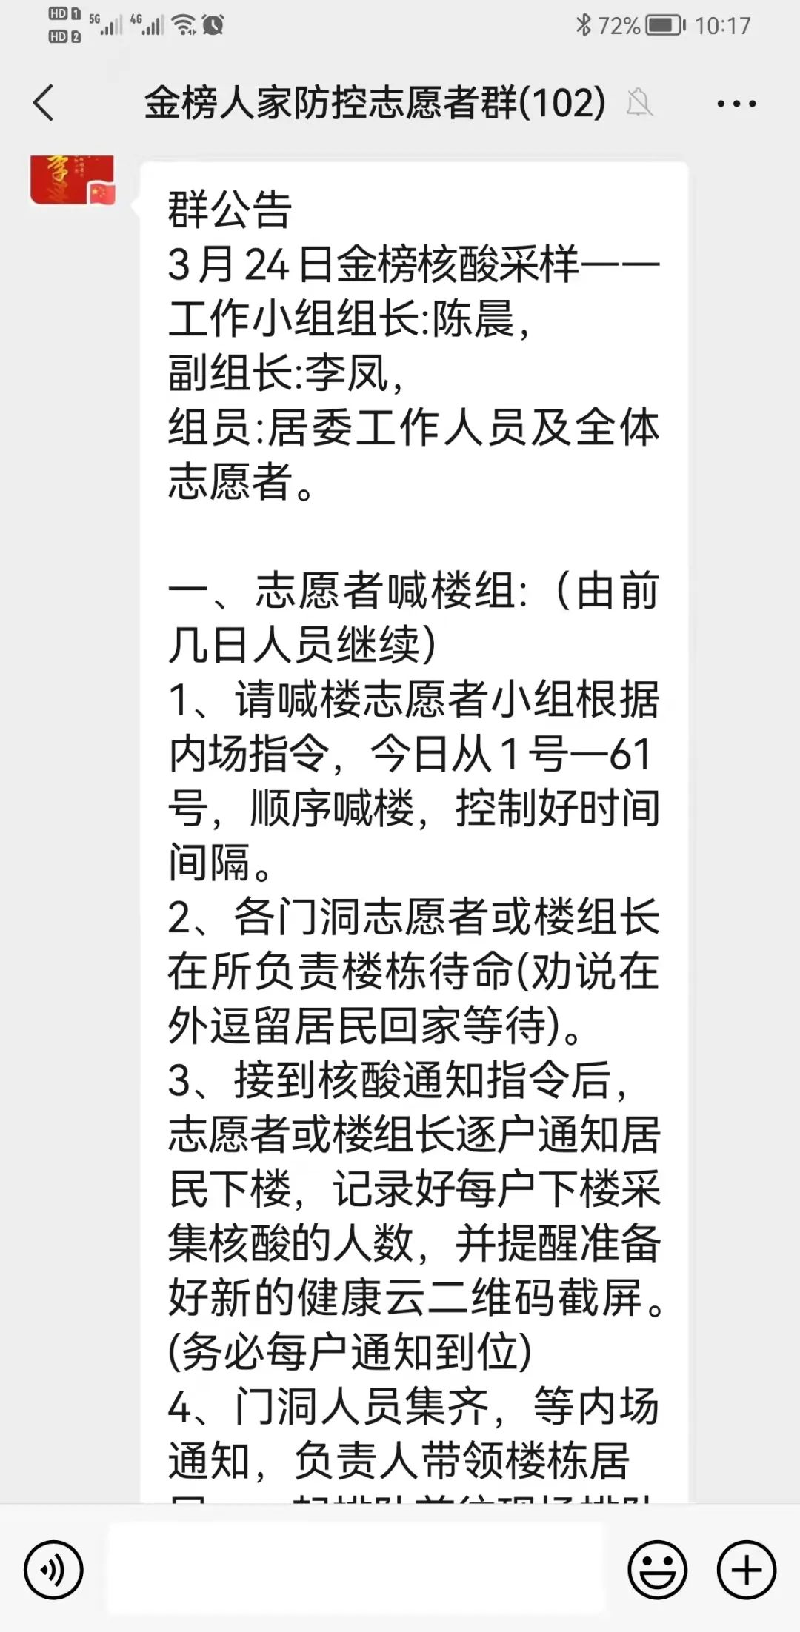 HD 1 5G 4G 72% 10:17
HD 2
金榜人家防控志愿者群(102)
群公告
3月24日金榜核酸采样一一
工作小组组长:陈晨，
副组长:李凤，
组员:居委工作人员及全体
志愿者。
一、志愿者喊楼组:（由前
几日人员继续）
1、请喊楼志愿者小组根据
内场指令，今日从1号—61
号，顺序喊楼，控制好时间
间隔。
2、各门洞志愿者或楼组长
在所负责楼栋待命(劝说在
外逗留居民回家等待)。
3、接到核酸通知指令后，
志愿者或楼组长逐户通知居
民下楼，记录好每户下楼采
集核酸的人数，并提醒准备
好新的健康云二维码截屏。
(务必每户通知到位)
4、门洞人员集齐，等内场
通知，负责人带领楼栋居